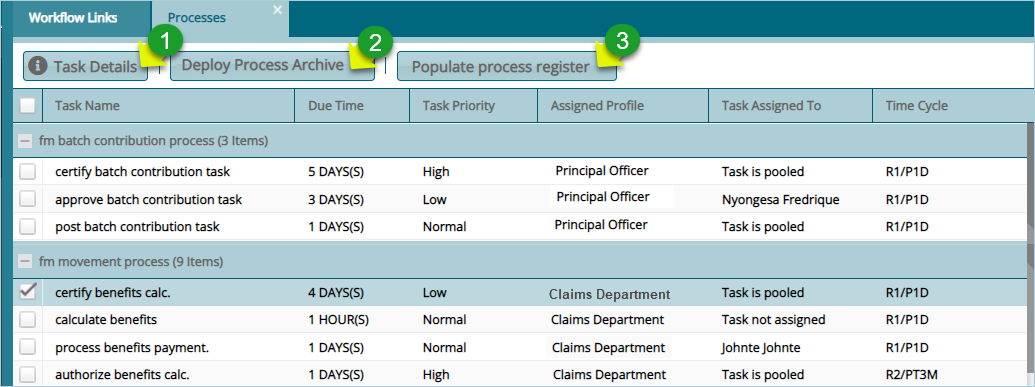 Workflow Links Processes
1 2 3
Task Details Deploy Process Archive Populate process register
Task Name Due Time Task Priority Assigned Profile Task Assigned To Time Cycle
fm batch contribution process (3 Items)
certify batch contribution task 5 DAYS(S) High Principal Officer Task is pooled R1/P1D
approve batch contribution task 3 DAYS(S) Low Principal Officer Nyongesa Fredrique R1/P1D
post batch contribution task 1 DAYS(S) Normal Principal Officer Task is pooled R1/P1D
fm movement process (9 Items)
certify benefits calc. 4 DAYS(S) Low Claims Department Task is pooled R1/P1D
calculate benefits 1 HOUR(S) Normal Claims Department Task not assigned R1/P1D
process benefits payment. 1 DAYS(S) Normal Claims Department Johnte Johnte R1/P1D
authorize benefits calc. 1 DAYS(S) High Claims Department Task is pooled R2/PT3M